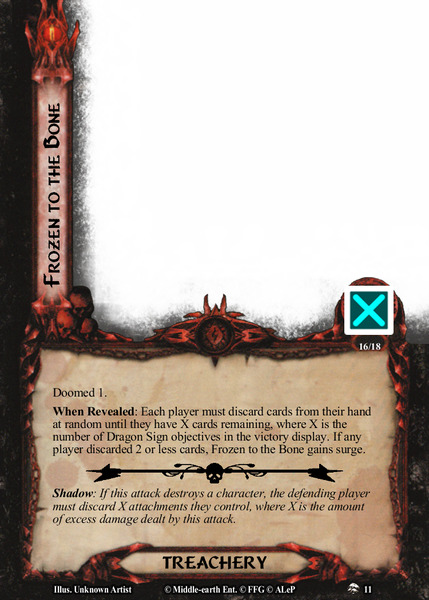 FROZEN TO THE BONE
16/18
Doomed 1.
When Revealed: Each player must discard cards from their hand
at random until they have X cards remaining, where X is the
number of Dragon Sign objectives in the victory display. If any
player discarded 2 or less cards, Frozen to the Bone gains surge.
Shadow: If this attack destroys a character, the defending player
must discard X attachments they control, where X is the amount
of excess damage dealt by this attack.
TREACHERY
Illus. Unknown Artist © Middle-earth Ent. © FFG © ALeP 11